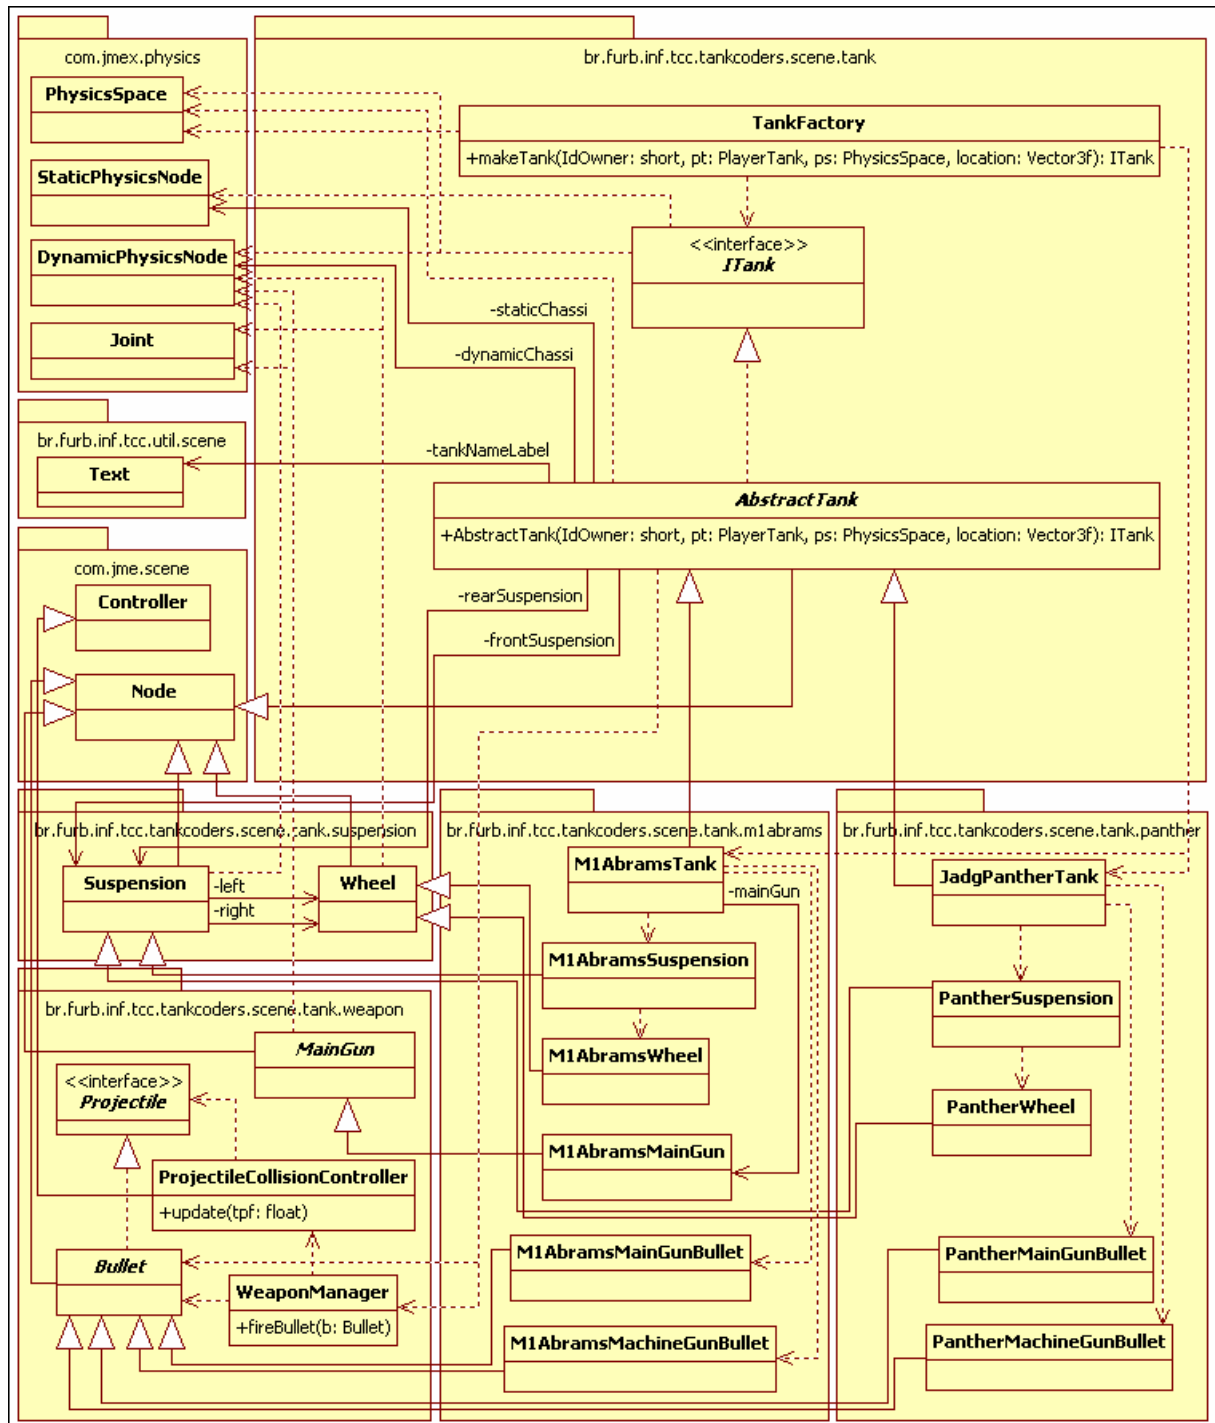 com.jmex.physics
PhysicsSpace
StaticPhysicsNode
DynamicPhysicsNode
Joint
br.furb.inf.tcc.tankcoders.scene.tank
TankFactory
+makeTank(IdOwner: short, pt: PlayerTank, ps: PhysicsSpace, location: Vector3f): ITank
<<interface>>
ITank
-staticChassi
-dynamicChassi
br.furb.inf.tcc.util.scene
Text
-tankNameLabel
AbstractTank
+AbstractTank(IdOwner: short, pt: PlayerTank, ps: PhysicsSpace, location: Vector3f): ITank
-rearSuspension
-frontSuspension
com.jme.scene
Controller
Node
br.furb.inf.tcc.tankcoders.scene.tank.suspension
Suspension
-left
-right
Wheel
br.furb.inf.tcc.tankcoders.scene.tank.m1abrams
M1AbramsTank
-mainGun
M1AbramsSuspension
M1AbramsWheel
M1AbramsMainGun
M1AbramsMainGunBullet
M1AbramsMachineGunBullet
br.furb.inf.tcc.tankcoders.scene.tank.panther
JadgPantherTank
PantherSuspension
PantherWheel
PantherMainGunBullet
PantherMachineGunBullet
br.furb.inf.tcc.tankcoders.scene.tank.weapon
MainGun
<<interface>>
Projectile
ProjectileCollisionController
+update(tpf: float)
Bullet
WeaponManager
+fireBullet(b: Bullet)